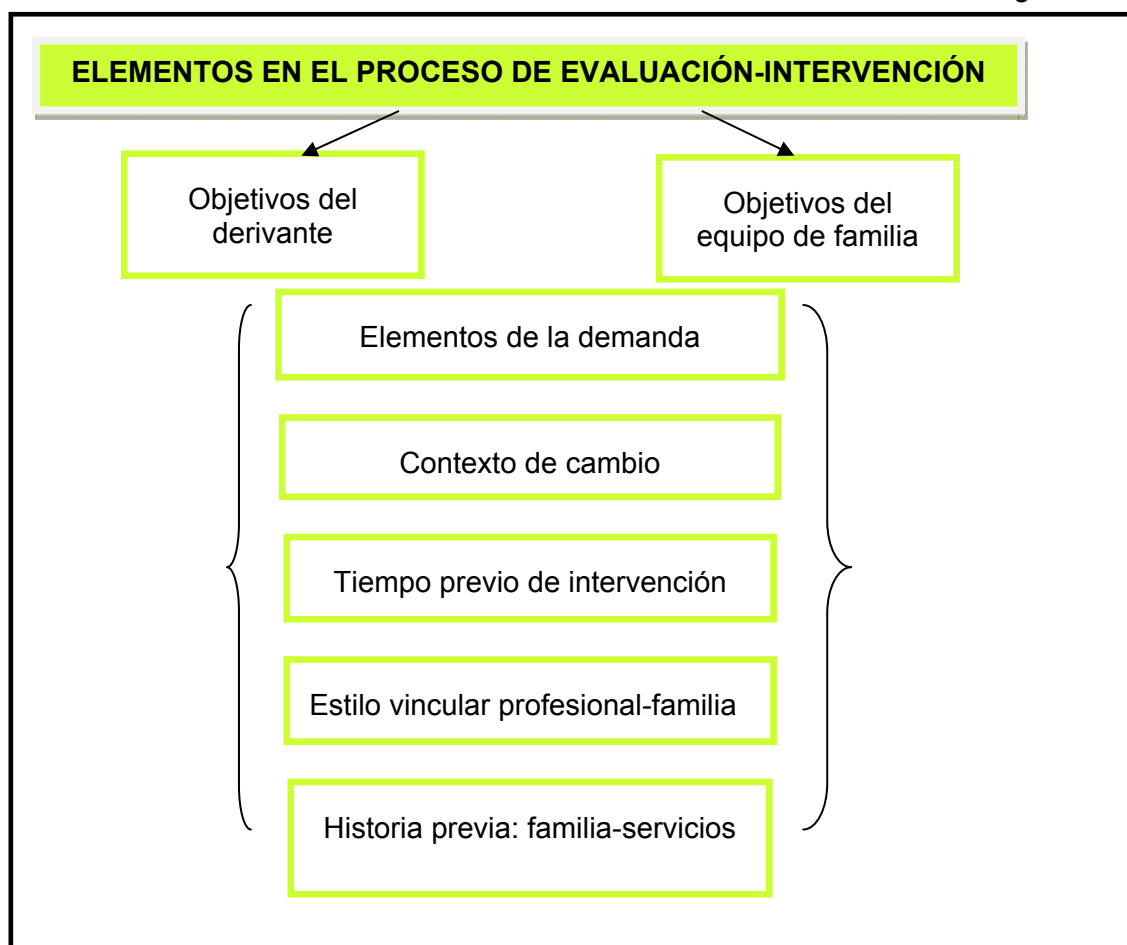 ELEMENTOS EN EL PROCESO DE EVALUACIÓN-INTERVENCIÓN
Objetivos del
derivante
Objetivos del
equipo de familia
Elementos de la demanda
Contexto de cambio
Tiempo previo de intervención
Estilo vincular profesional-familia
Historia previa: familia-servicios